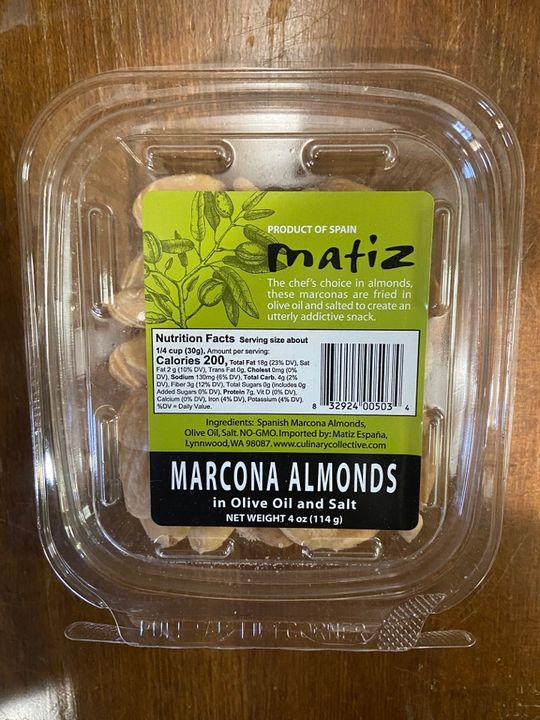 PRODUCT OF SPAIN
matiz
The chef's choice in almonds,
these marconas are fried in
olive oil and salted to create an
utterly addictive snack.
Nutrition Facts Serving size about
1/4 cup (30g), Amount per serving:
Calories 200, Total Fat 18g (23% DV), Sat
Fat 2 g (10% DV), Trans Fat 0g, Cholest 0mg (0%
DV), Sodium 130mg (6% DV), Total Carb. 4g (2%
DV), Fiber 3g (12% DV), Total Sugars 0g (includes 0g
Added Sugars 0% DV), Protein 7g, Vit D (0% DV),
Calcium (0% DV), Iron (4% DV), Potassium (4% DV).
%DV = Daily Value.
8 32924 00503 4
Ingredients: Spanish Marcona Almonds,
Olive Oil, Salt. NO-GMO. Imported by: Matiz España,
Lynnwood, WA 98087. www.culinarycollective.com
MARCONA ALMONDS
in Olive Oil and Salt
NET WEIGHT 4 oz (114 g)
CORNER